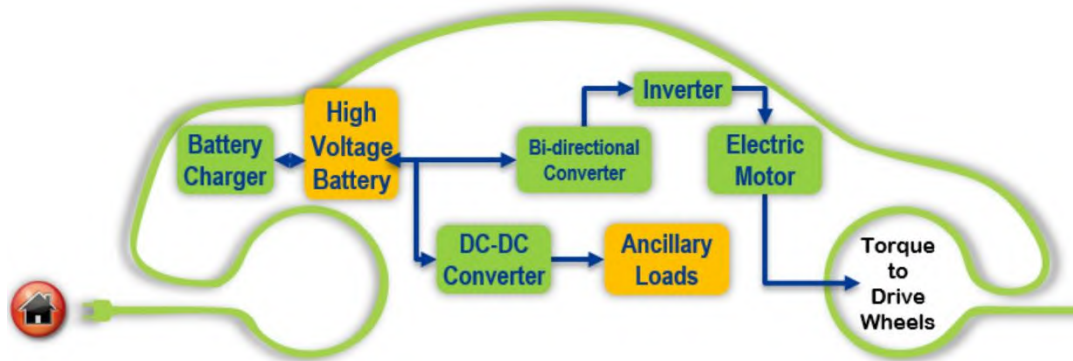 Battery
Charger
High
Voltage
Battery
Bi-directional
Converter
Inverter
Electric
Motor
DC-DC
Converter
Ancillary
Loads
Torque
to
Drive
Wheels